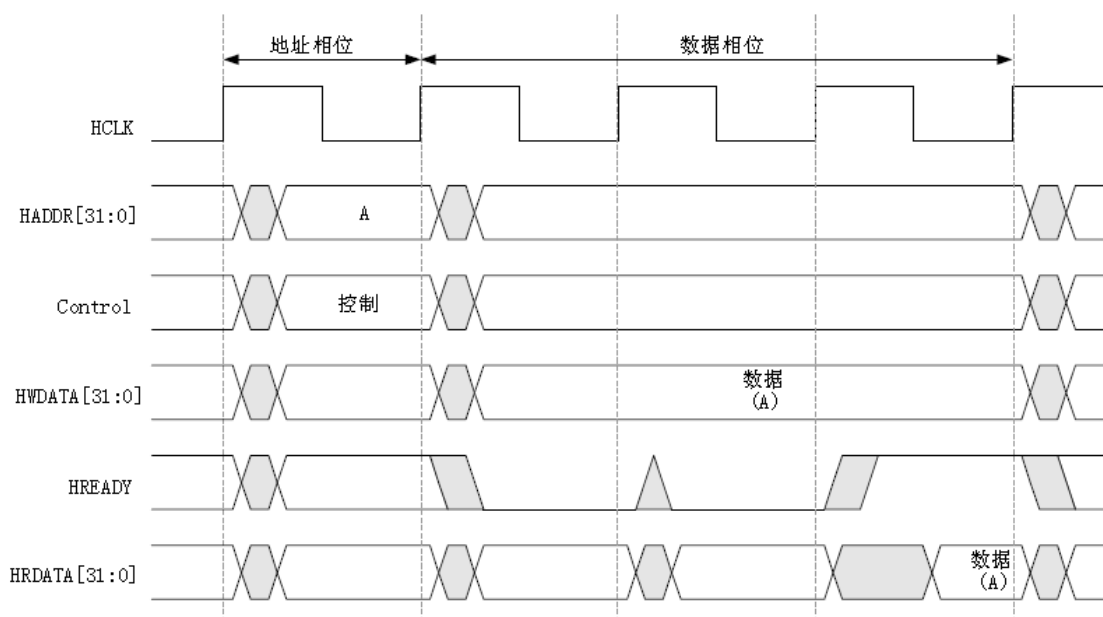 地址相位
数据相位
HCLK
HADDR[31:0]
A
Control
控制
HWDATA[31:0]
数据
(A)
HREADY
HRDATA[31:0]
数据
(A)